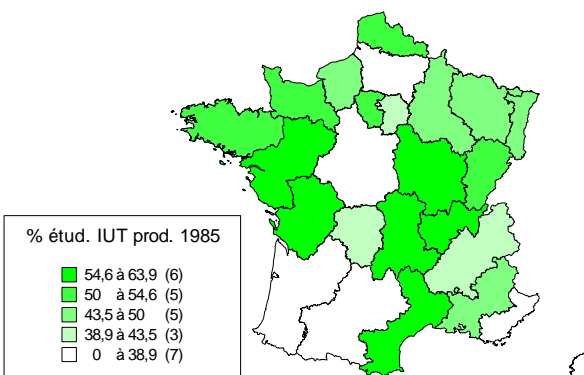 % étud. IUT prod. 1985
54,6 à 63,9 (6)
50 à 54,6 (5)
43,5 à 50 (5)
38,9 à 43,5 (3)
0 à 38,9 (7)